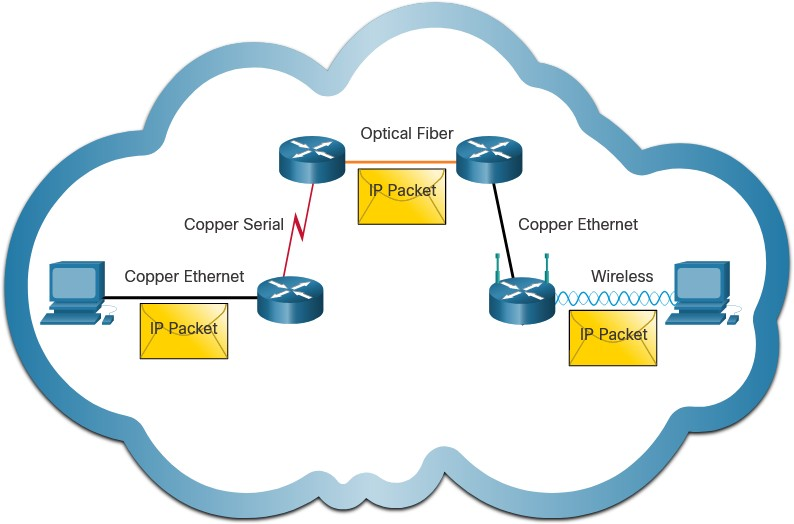 Optical Fiber
IP Packet
Copper Serial
Copper Ethernet
Copper Ethernet
Wireless
IP Packet
IP Packet